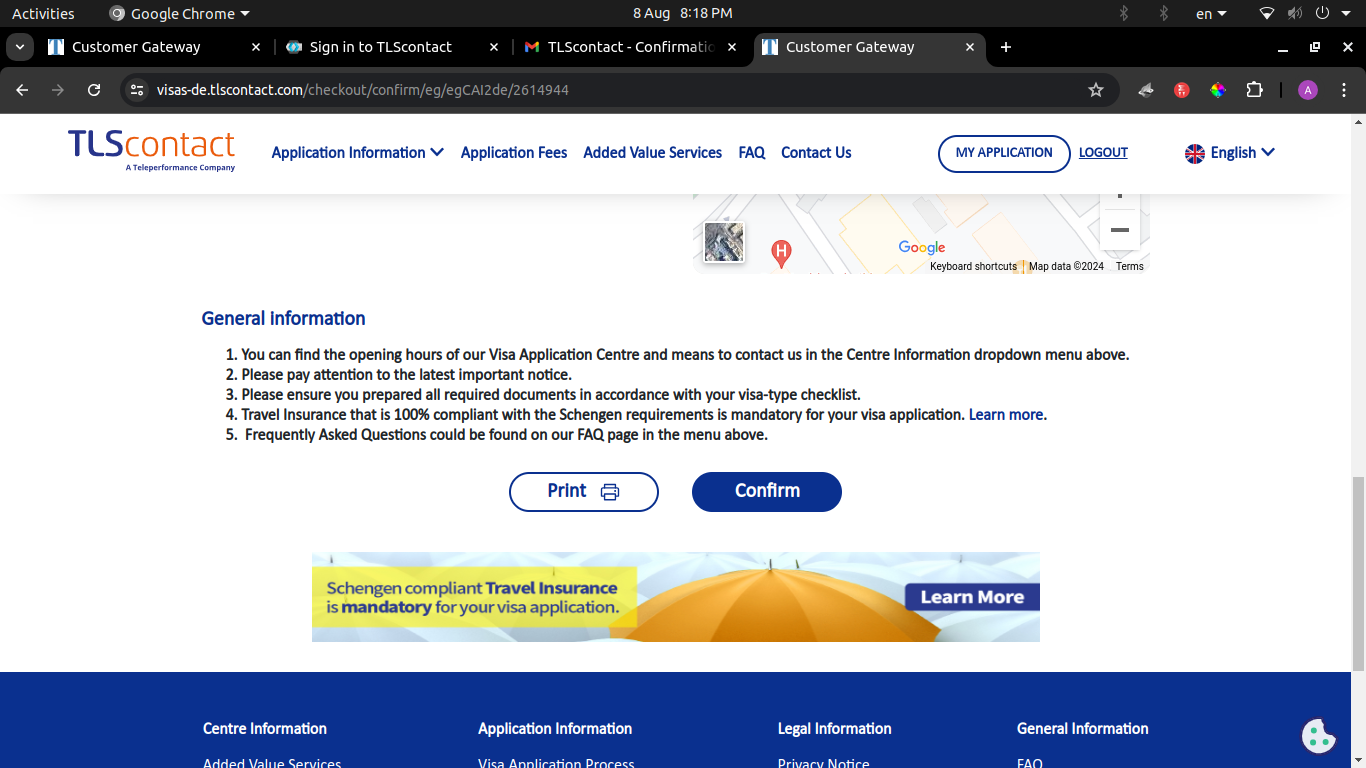 Activities Google Chrome 8 Aug 8:18 PM en
Customer Gateway Sign in to TLScontact TLScontact - Confirmatio Customer Gateway
visas-de.tlscontact.com/checkout/confirm/eg/egCAI2de/2614944 A
TLScontact
A Teleperformance Company
Application Information Application Fees Added Value Services FAQ Contact Us MY APPLICATION LOGOUT English
H
Google
Keyboard shortcuts Map data ©2024 Terms
General information
1. You can find the opening hours of our Visa Application Centre and means to contact us in the Centre Information dropdown menu above.
2. Please pay attention to the latest important notice.
3. Please ensure you prepared all required documents in accordance with your visa-type checklist.
4. Travel Insurance that is 100% compliant with the Schengen requirements is mandatory for your visa application. Learn more.
5. Frequently Asked Questions could be found on our FAQ page in the menu above.
Print Confirm
Schengen compliant Travel Insurance
is mandatory for your visa application.
Learn More
Centre Information Application Information Legal Information General Information
Added Value Services Visa Application Process Privacy Notice FAQ